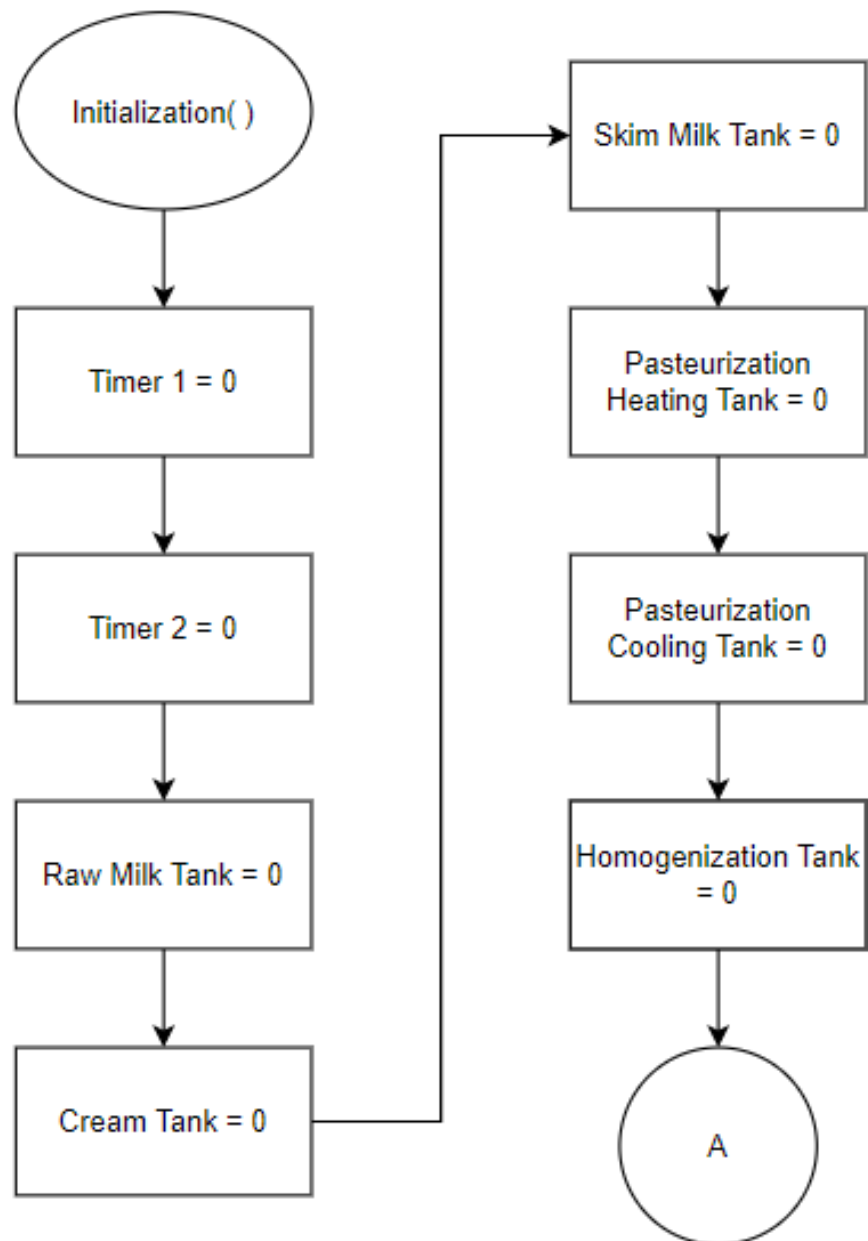 Initialization( )
Timer 1 = 0
Timer 2 = 0
Raw Milk Tank = 0
Cream Tank = 0
Skim Milk Tank = 0
Pasteurization
Heating Tank = 0
Pasteurization
Cooling Tank = 0
Homogenization Tank
= 0
A